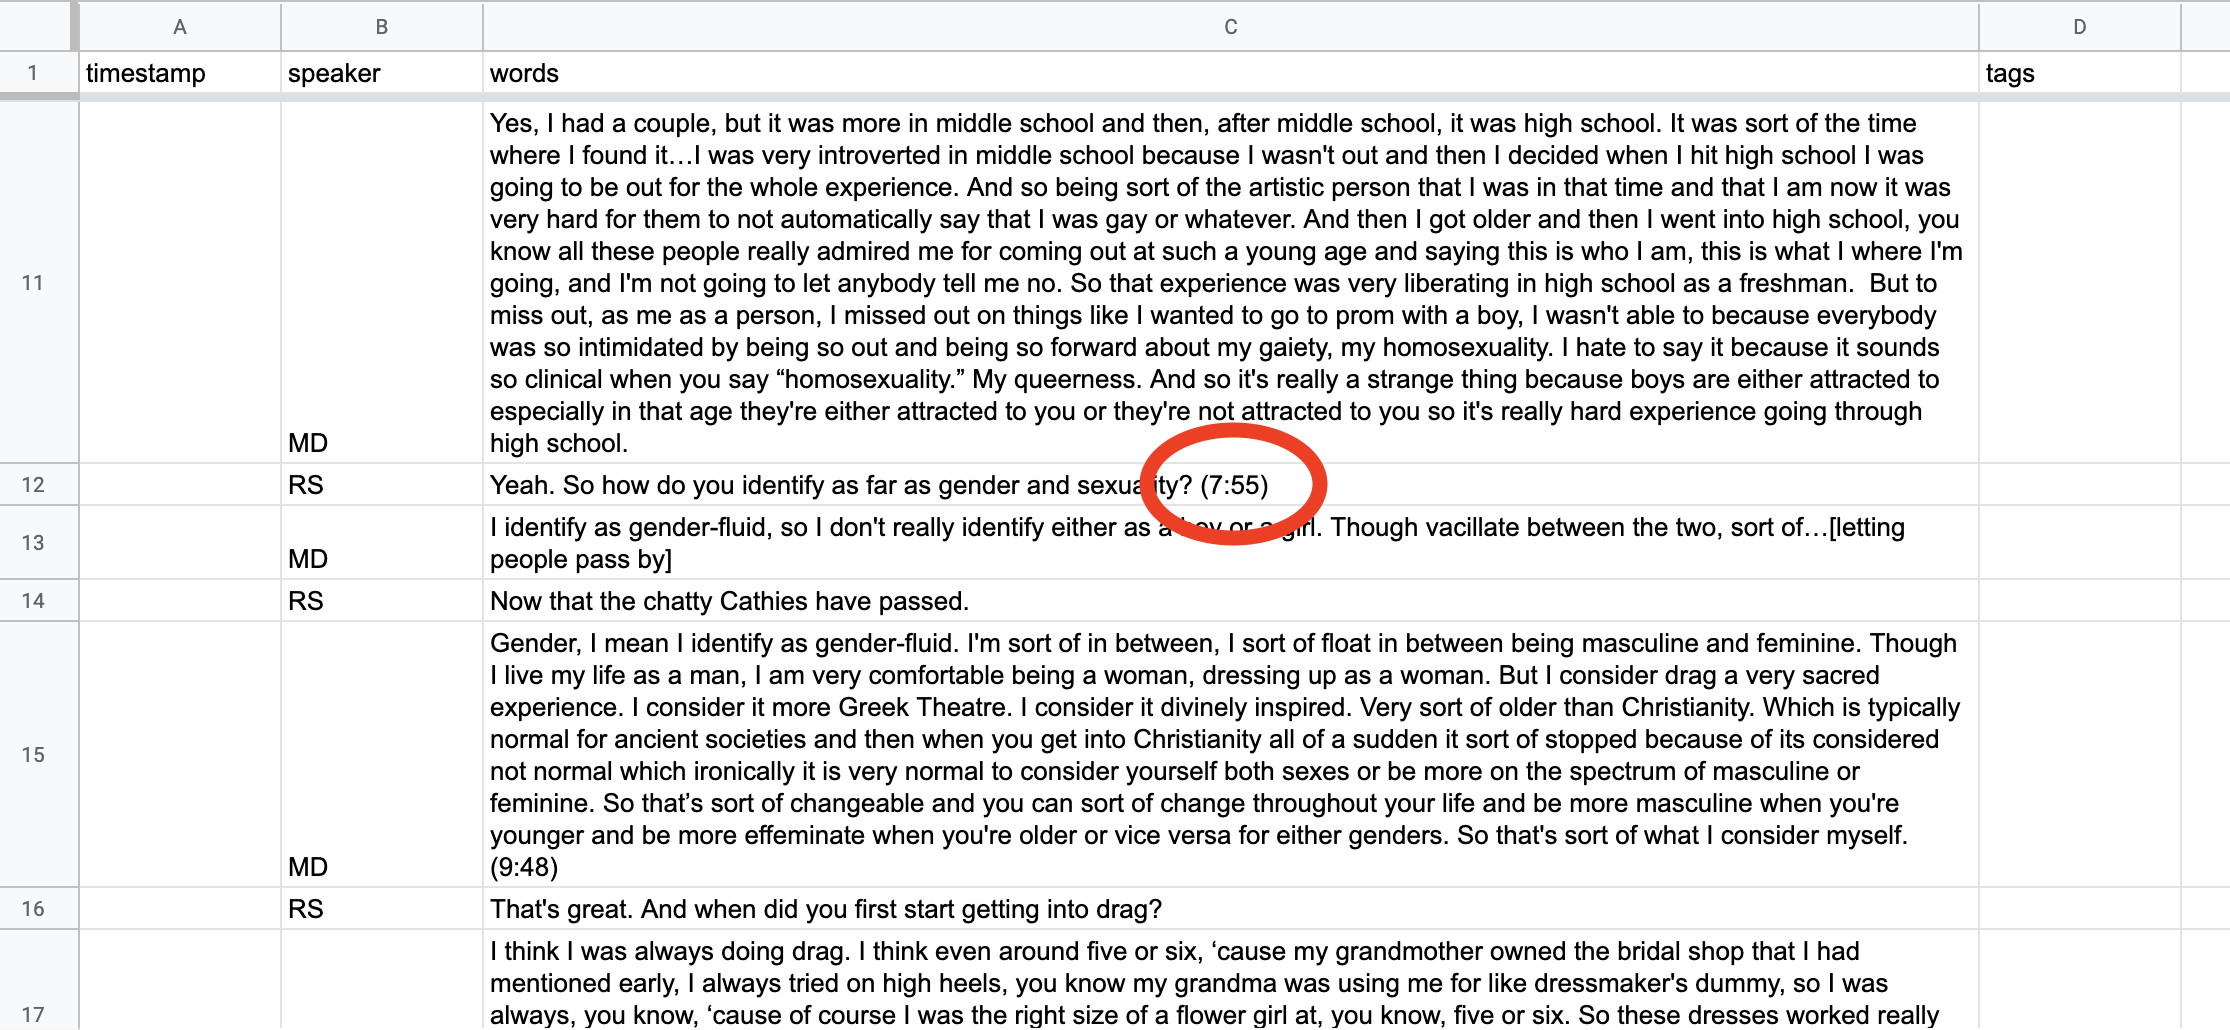 A B C D
1 timestamp speaker words tags
Yes, I had a couple, but it was more in middle school and then, after middle school, it was high school. It was sort of the time
where I found it…I was very introverted in middle school because I wasn't out and then I decided when I hit high school I was
going to be out for the whole experience. And so being sort of the artistic person that I was in that time and that I am now it was
very hard for them to not automatically say that I was gay or whatever. And then I got older and then I went into high school, you
know all these people really admired me for coming out at such a young age and saying this is who I am, this is what I where I'm
11 going, and I'm not going to let anybody tell me no. So that experience was very liberating in high school as a freshman.  But to
miss out, as me as a person, I missed out on things like I wanted to go to prom with a boy, I wasn't able to because everybody
was so intimidated by being so out and being so forward about my gaiety, my homosexuality. I hate to say it because it sounds
so clinical when you say “homosexuality.” My queerness. And so it's really a strange thing because boys are either attracted to
especially in that age they're either attracted to you or they're not attracted to you so it's really hard experience going through
MD high school.
12 RS Yeah. So how do you identify as far as gender and sexuality? (7:55)
13 I identify as gender-fluid, so I don't really identify either as a boy or a girl. Though vacillate between the two, sort of…[letting
MD people pass by]
14 RS Now that the chatty Cathies have passed.
Gender, I mean I identify as gender-fluid. I'm sort of in between, I sort of float in between being masculine and feminine. Though
I live my life as a man, I am very comfortable being a woman, dressing up as a woman. But I consider drag a very sacred
experience. I consider it more Greek Theatre. I consider it divinely inspired. Very sort of older than Christianity. Which is typically
15 normal for ancient societies and then when you get into Christianity all of a sudden it sort of stopped because of its considered
not normal which ironically it is very normal to consider yourself both sexes or be more on the spectrum of masculine or
feminine. So that’s sort of changeable and you can sort of change throughout your life and be more masculine when you're
younger and be more effeminate when you're older or vice versa for either genders. So that's sort of what I consider myself.
MD (9:48)
16 RS That's great. And when did you first start getting into drag?
I think I was always doing drag. I think even around five or six, ‘cause my grandmother owned the bridal shop that I had
mentioned early, I always tried on high heels, you know my grandma was using me for like dressmaker's dummy, so I was
17 always, you know, ‘cause of course I was the right size of a flower girl at, you know, five or six. So these dresses worked really